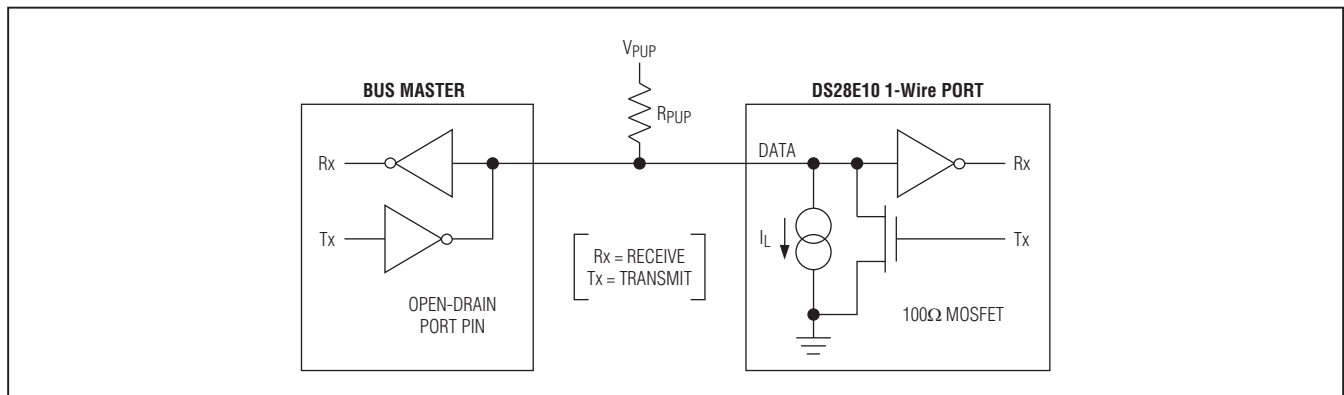 VPUP
BUS MASTER
DS28E10 1-Wire PORT
RPUP
Rx
DATA
Rx
Tx
IL
Tx
Rx = RECEIVE
Tx = TRANSMIT
OPEN-DRAIN
PORT PIN
100Ω MOSFET